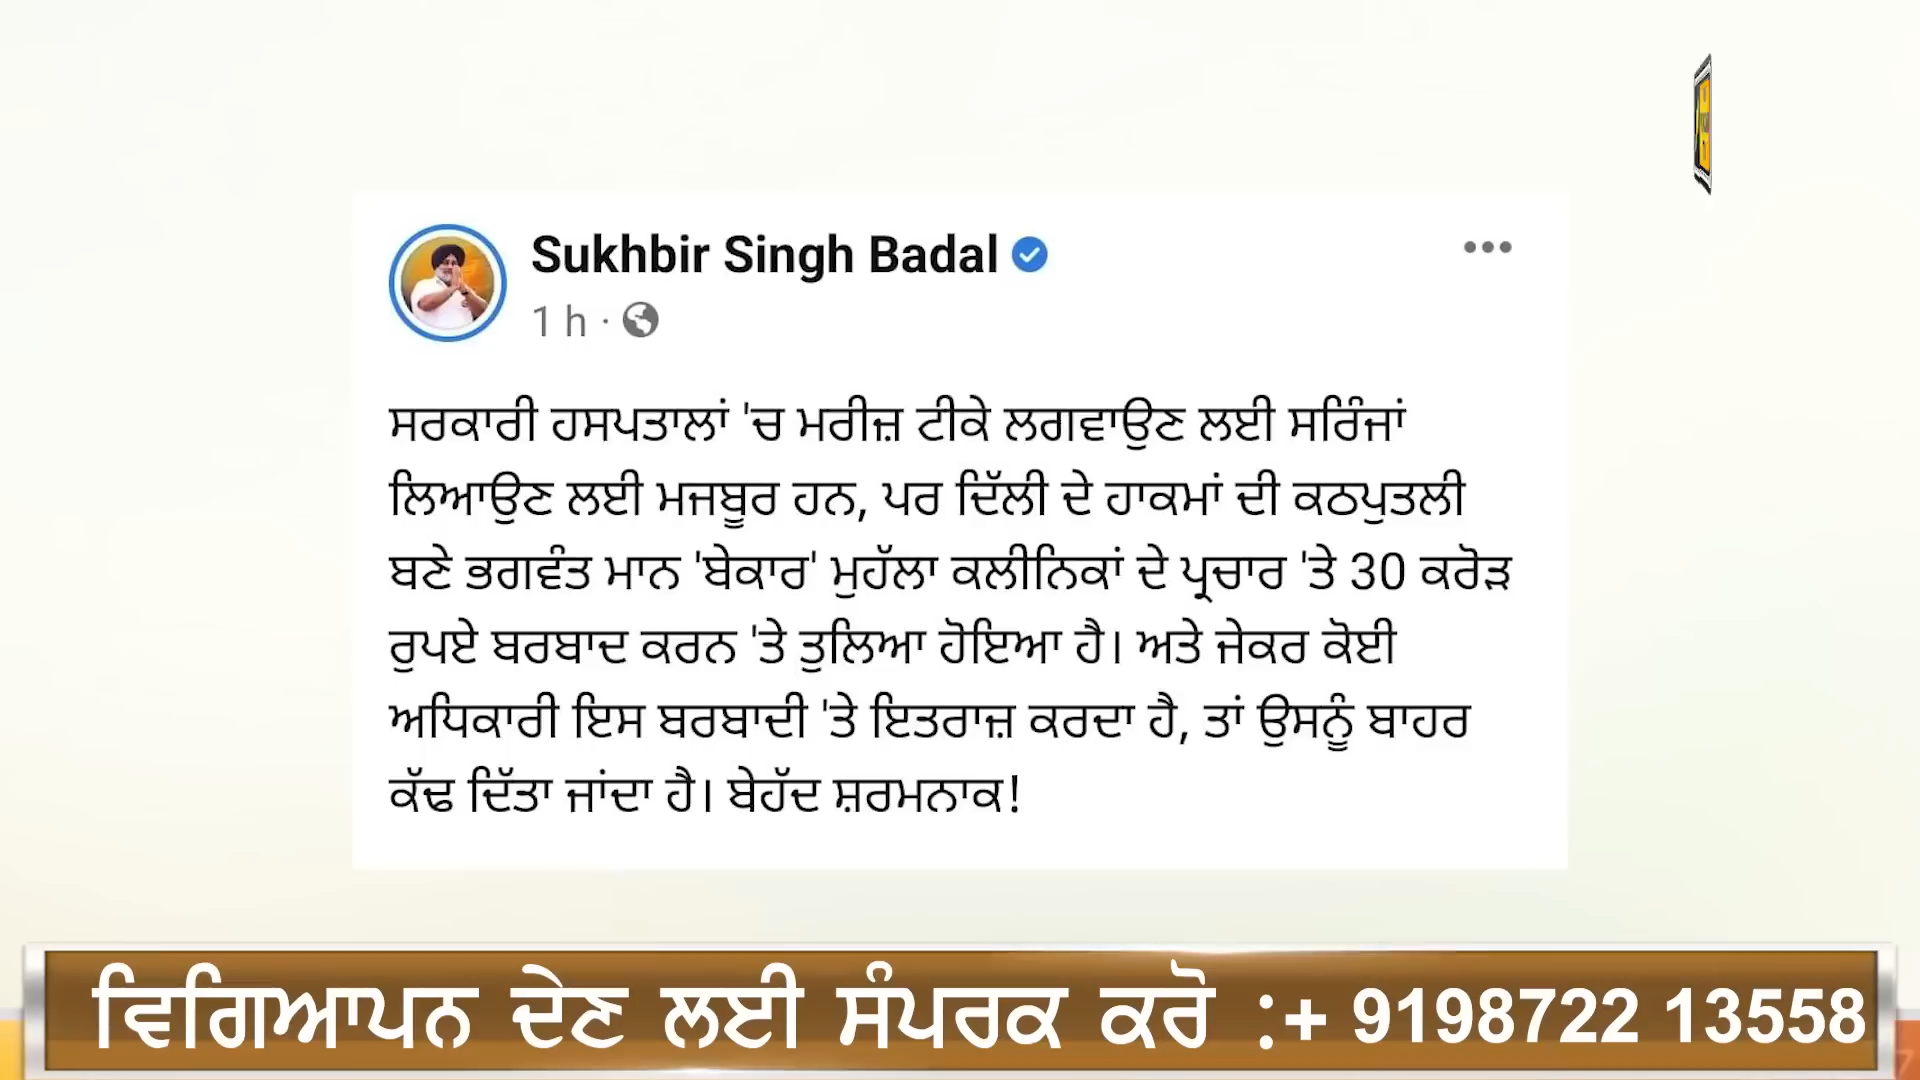 Sukhbir Singh Badal
1 h ·
ਸਰਕਾਰੀ ਹਸਪਤਾਲਾਂ 'ਚ ਮਰੀਜ਼ ਟੀਕੇ ਲਗਵਾਉਣ ਲਈ ਸਰਿੰਜਾਂ
ਲਿਆਉਣ ਲਈ ਮਜਬੂਰ ਹਨ, ਪਰ ਦਿੱਲੀ ਦੇ ਹਾਕਮਾਂ ਦੀ ਕਠਪੁਤਲੀ
ਬਣੇ ਭਗਵੰਤ ਮਾਨ 'ਬੇਕਾਰ' ਮੁਹੱਲਾ ਕਲੀਨਿਕਾਂ ਦੇ ਪ੍ਰਚਾਰ 'ਤੇ 30 ਕਰੋੜ
ਰੁਪਏ ਬਰਬਾਦ ਕਰਨ 'ਤੇ ਤੁਲਿਆ ਹੋਇਆ ਹੈ। ਅਤੇ ਜੇਕਰ ਕੋਈ
ਅਧਿਕਾਰੀ ਇਸ ਬਰਬਾਦੀ 'ਤੇ ਇਤਰਾਜ਼ ਕਰਦਾ ਹੈ, ਤਾਂ ਉਸਨੂੰ ਬਾਹਰ
ਕੱਢ ਦਿੱਤਾ ਜਾਂਦਾ ਹੈ। ਬੇਹੱਦ ਸ਼ਰਮਨਾਕ!
ਵਿਗਿਆਪਨ ਦੇਣ ਲਈ ਸੰਪਰਕ ਕਰੋ :+ 9198722 13558